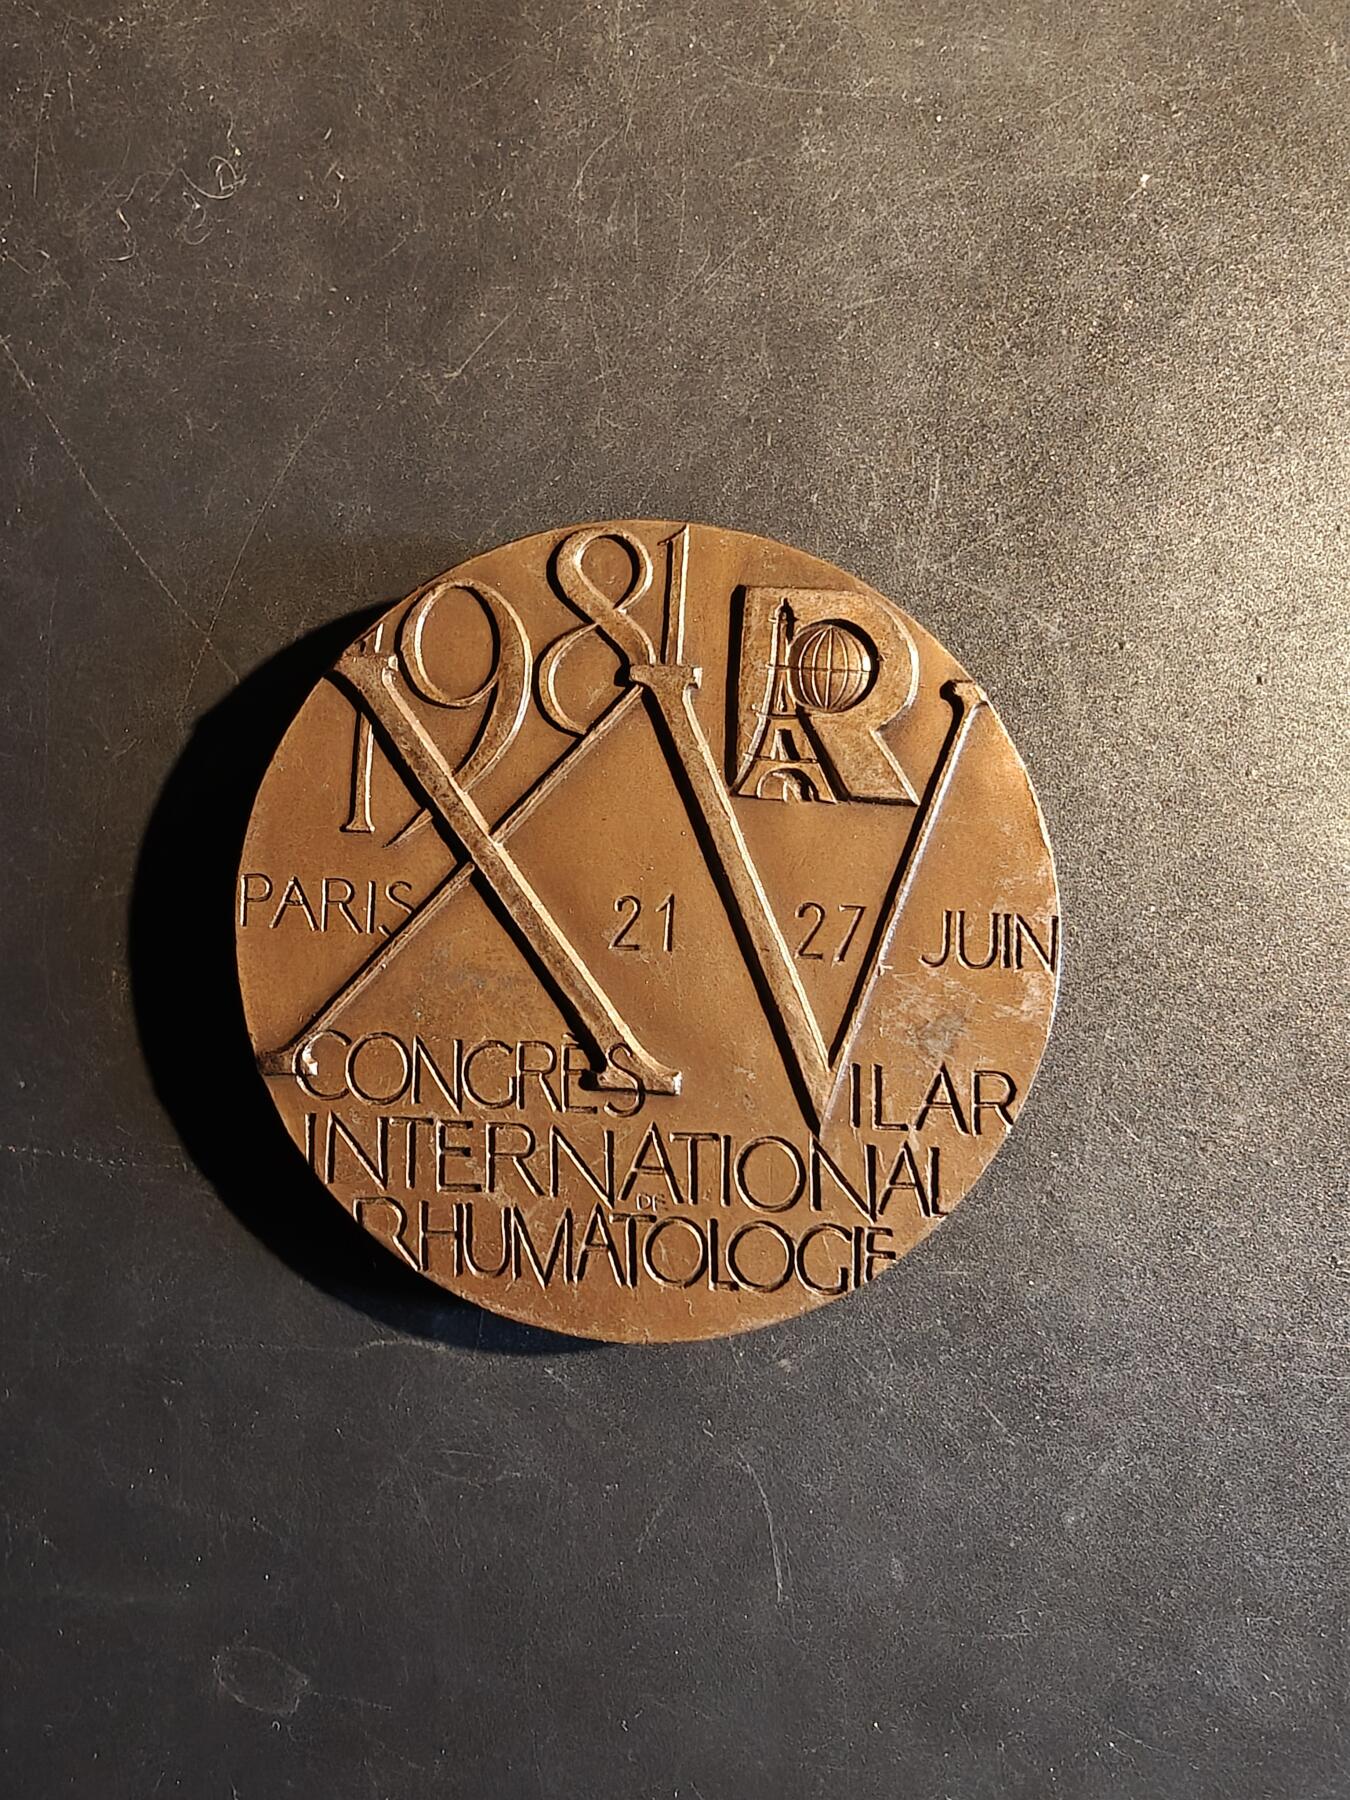 1981
R
XV
PARIS 21 27 JUIN
CONGRÈS ILAR
INTERNATIONAL
DE
RHUMATOLOGIE